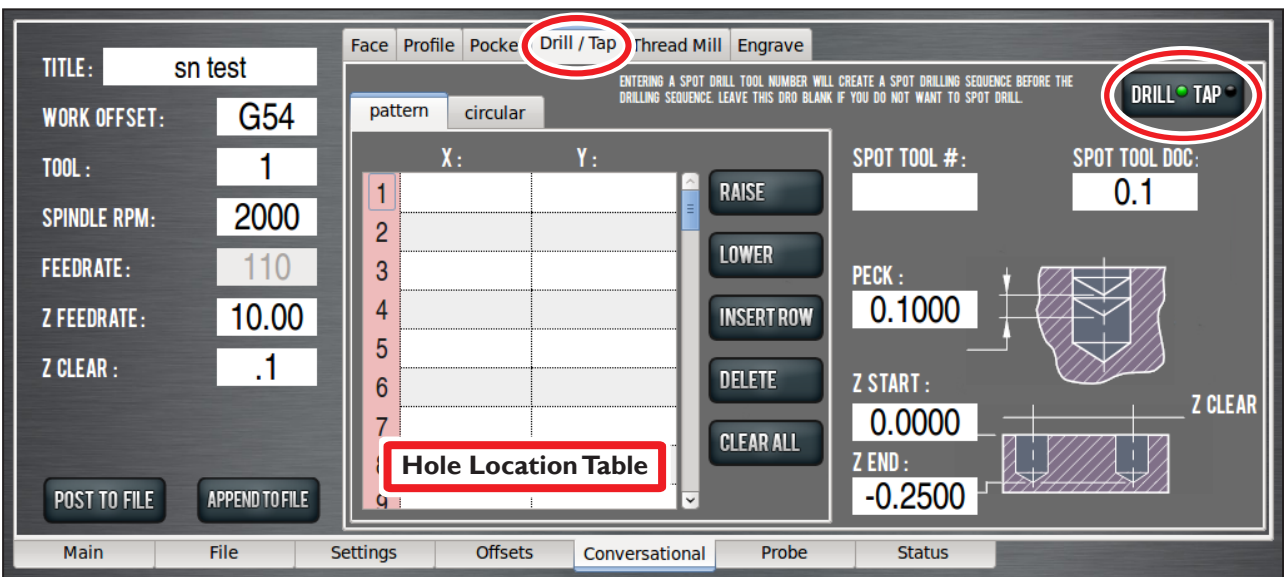 Face Profile Pocke Drill / Tap Thread Mill Engrave
TITLE: sn test
WORK OFFSET: G54
TOOL : 1
SPINDLE RPM: 2000
FEEDRATE : 110
Z FEEDRATE : 10.00
Z CLEAR : .1
POST TO FILE APPEND TO FILE
ENTERING A SPOT DRILL TOOL NUMBER WILL CREATE A SPOT DRILLING SEQUENCE BEFORE THE
DRILLING SEQUENCE. LEAVE THIS DRO BLANK IF YOU DO NOT WANT TO SPOT DRILL.
DRILL TAP
pattern circular
X : Y :
1
2
3
4
5
6
7
8
9
Hole Location Table
RAISE
LOWER
INSERT ROW
DELETE
CLEAR ALL
SPOT TOOL # : SPOT TOOL DOC:
0.1
PECK :
0.1000
Z START :
0.0000
Z CLEAR
Z END :
-0.2500
Main File Settings Offsets Conversational Probe Status